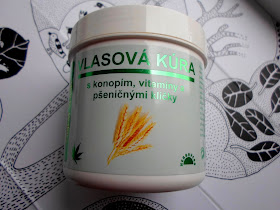 VLASOVÁ KÚRA
s konopím, vitamíny
pšeničnými klíčky